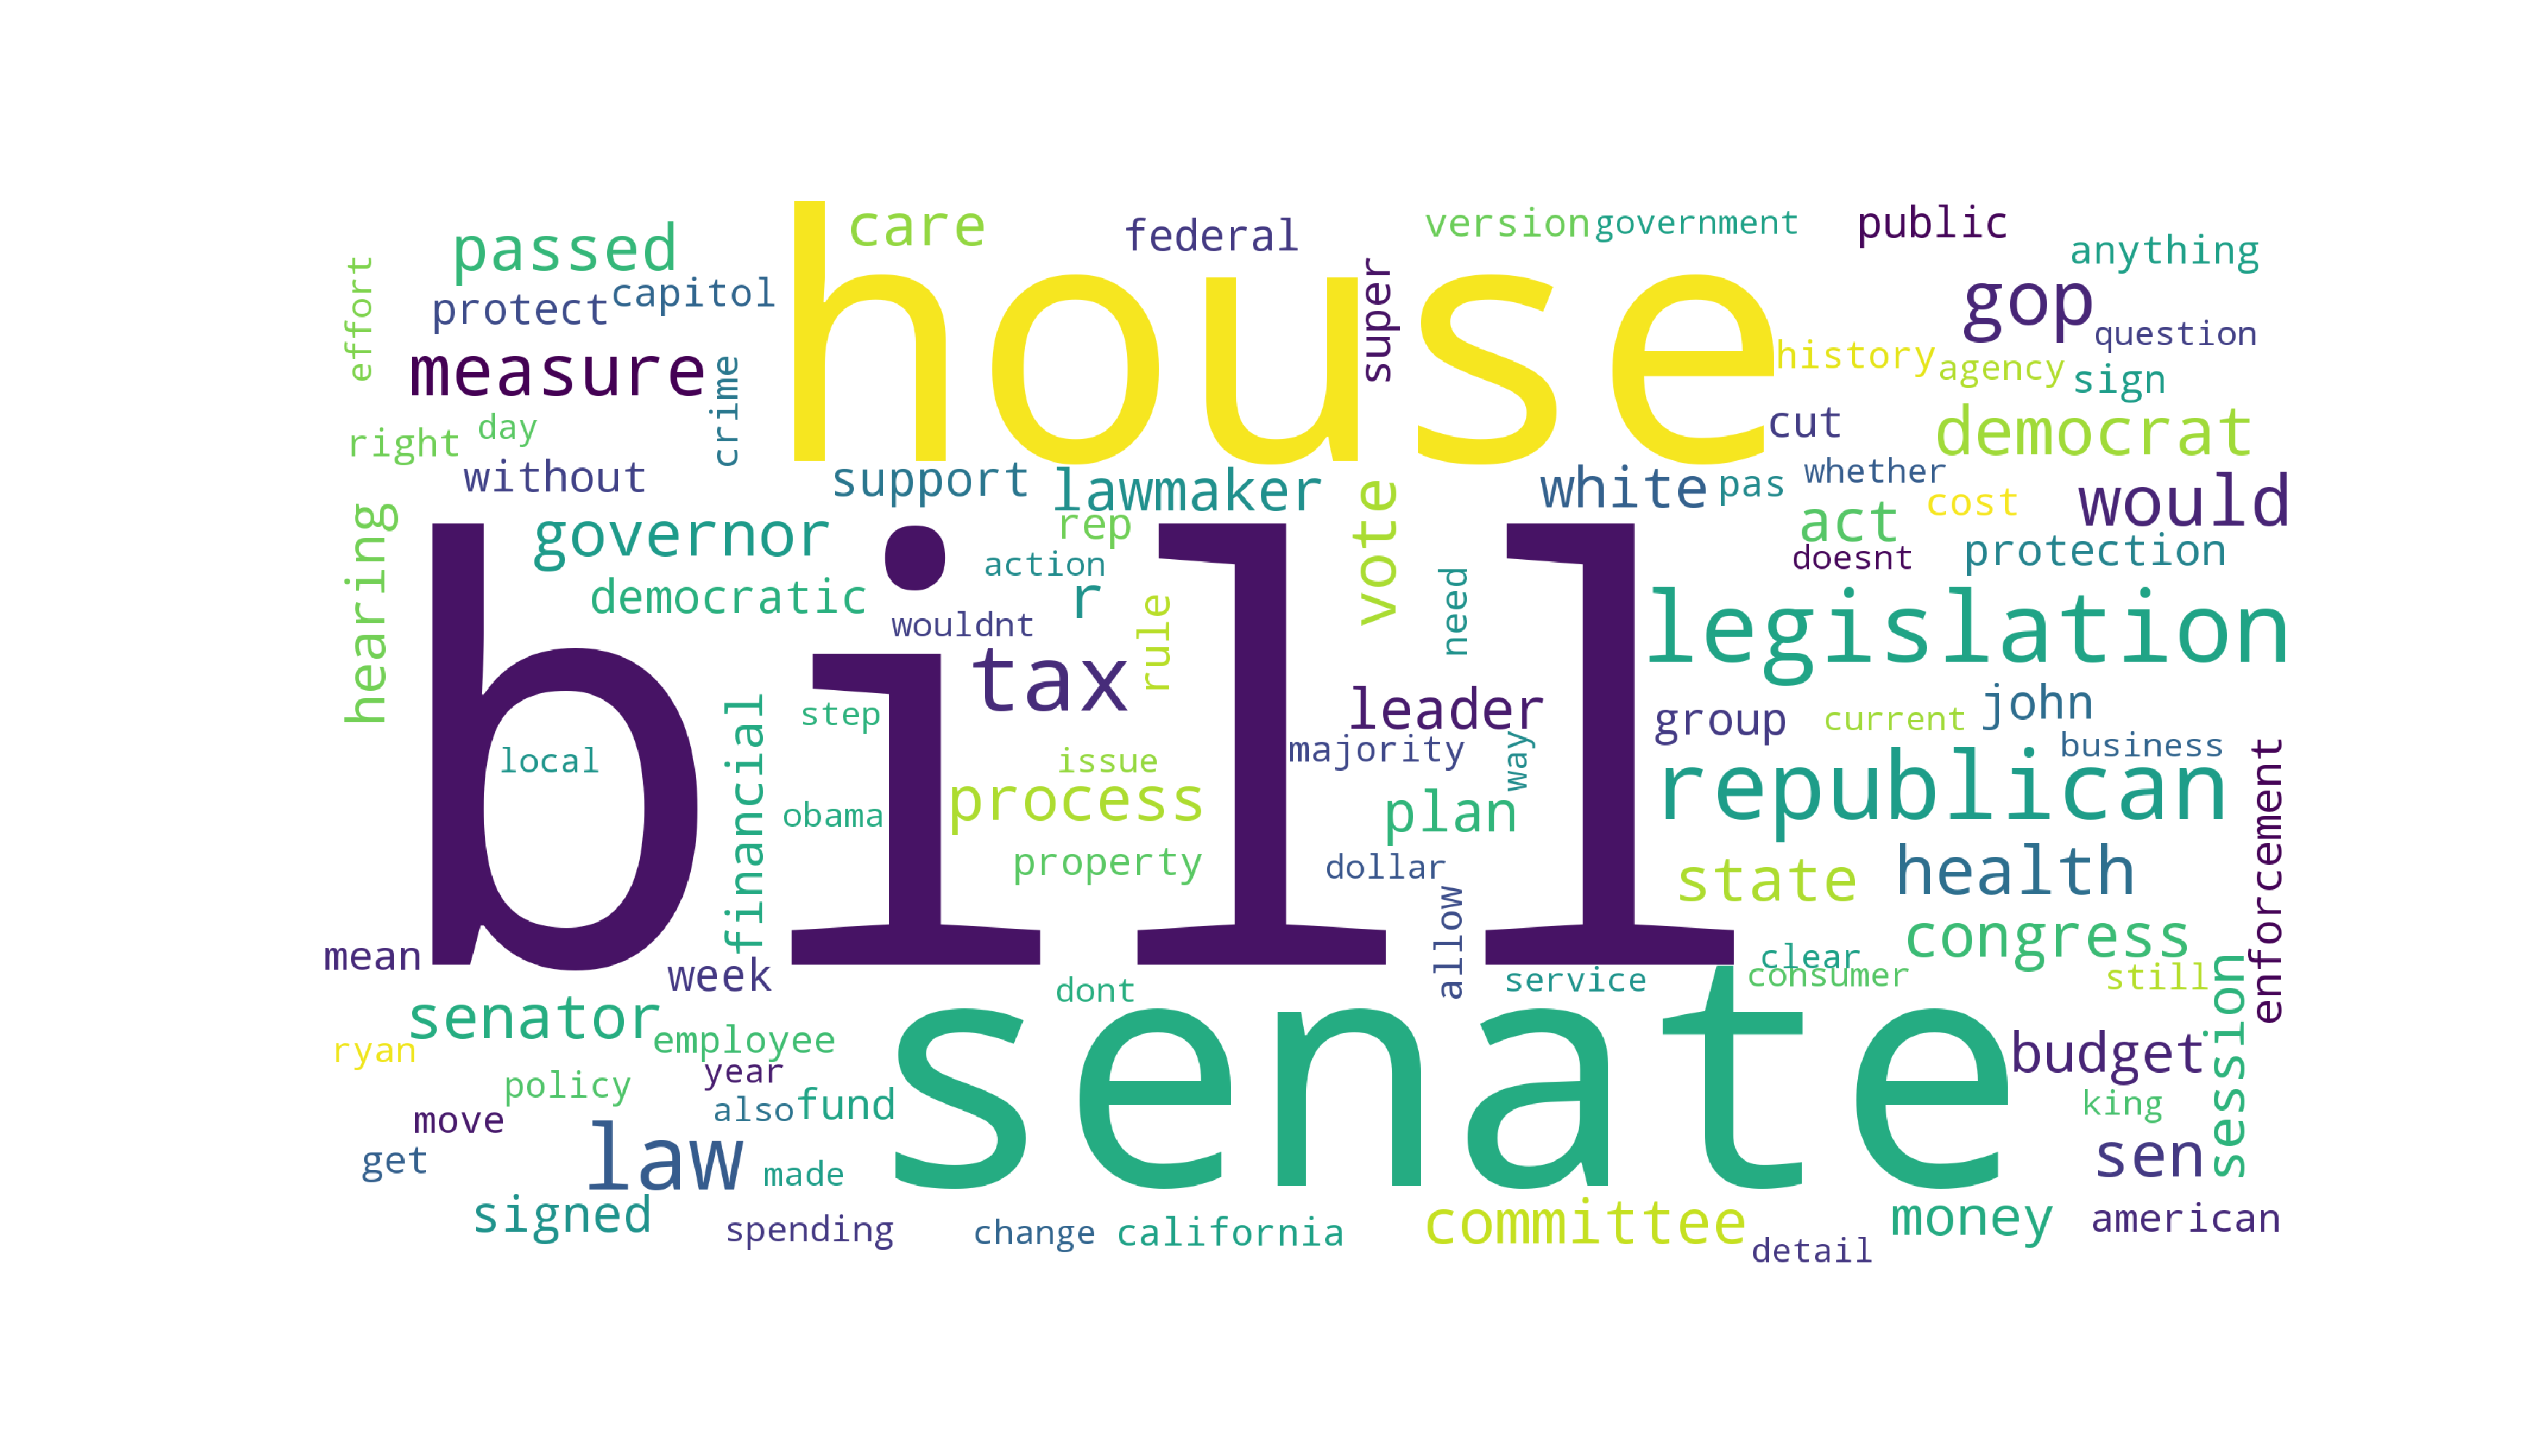 care
federal
version
government
public
passed
house
anything
effort
protect
capitol
super
gop
question
measure
crime
history
agency
sign
right
day
cut
democrat
without
support
lawmaker
vote
white
pas
whether
cost
would
hearing
governor
rep
act
doesnt
protection
democratic
action
r
rule
need
legislation
wouldnt
bill
tax
leader
group
current
john
financial
step
local
issue
majority
way
business
republican
enforcement
obama
process
plan
property
dollar
state
health
mean
week
allow
clear
congress
dont
service
consumer
still
senator
senate
session
ryan
employee
year
budget
policy
also
fund
king
move
get
law
made
sen
signed
spending
change
california
committee
money
american
detail